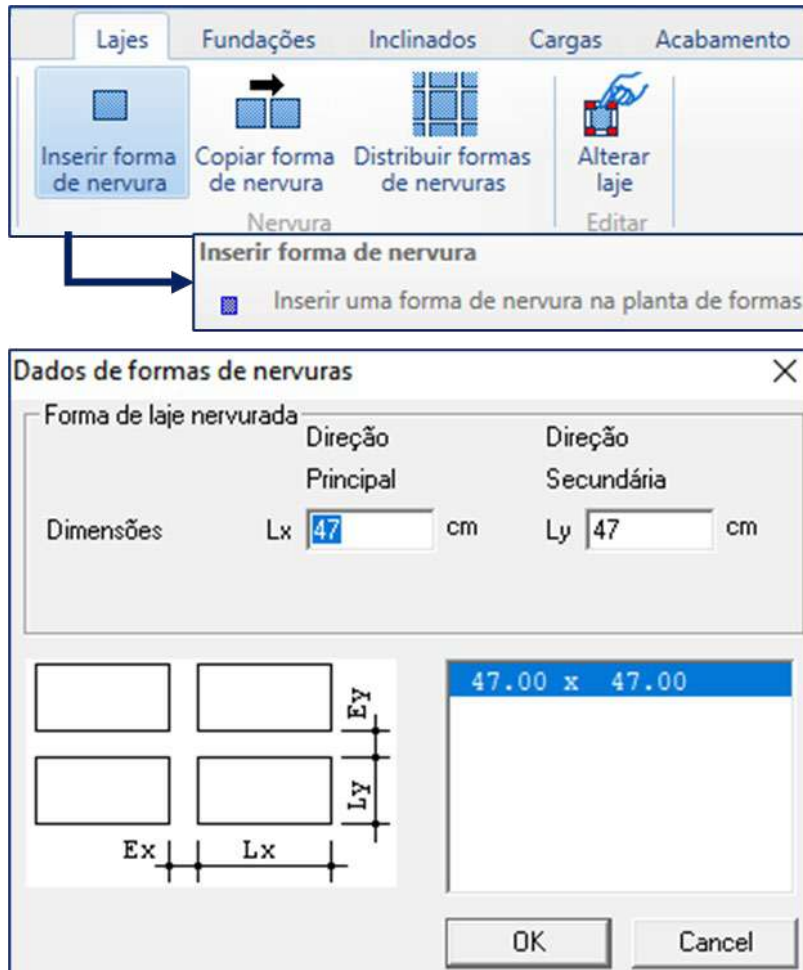 Lajes Fundações Inclinados Cargas Acabamento
Inserir forma de nervura Copiar forma de nervura Distribuir formas de nervuras Alterar laje
Nervura Editar
Inserir forma de nervura
Inserir uma forma de nervura na planta de formas
Dados de formas de nervuras
Forma de laje nervurada
Direção Direção
Principal Secundária
Dimensões Lx 47 cm Ly 47 cm
47.00 x 47.00
Ey
Ly
Ex Lx
OK Cancel